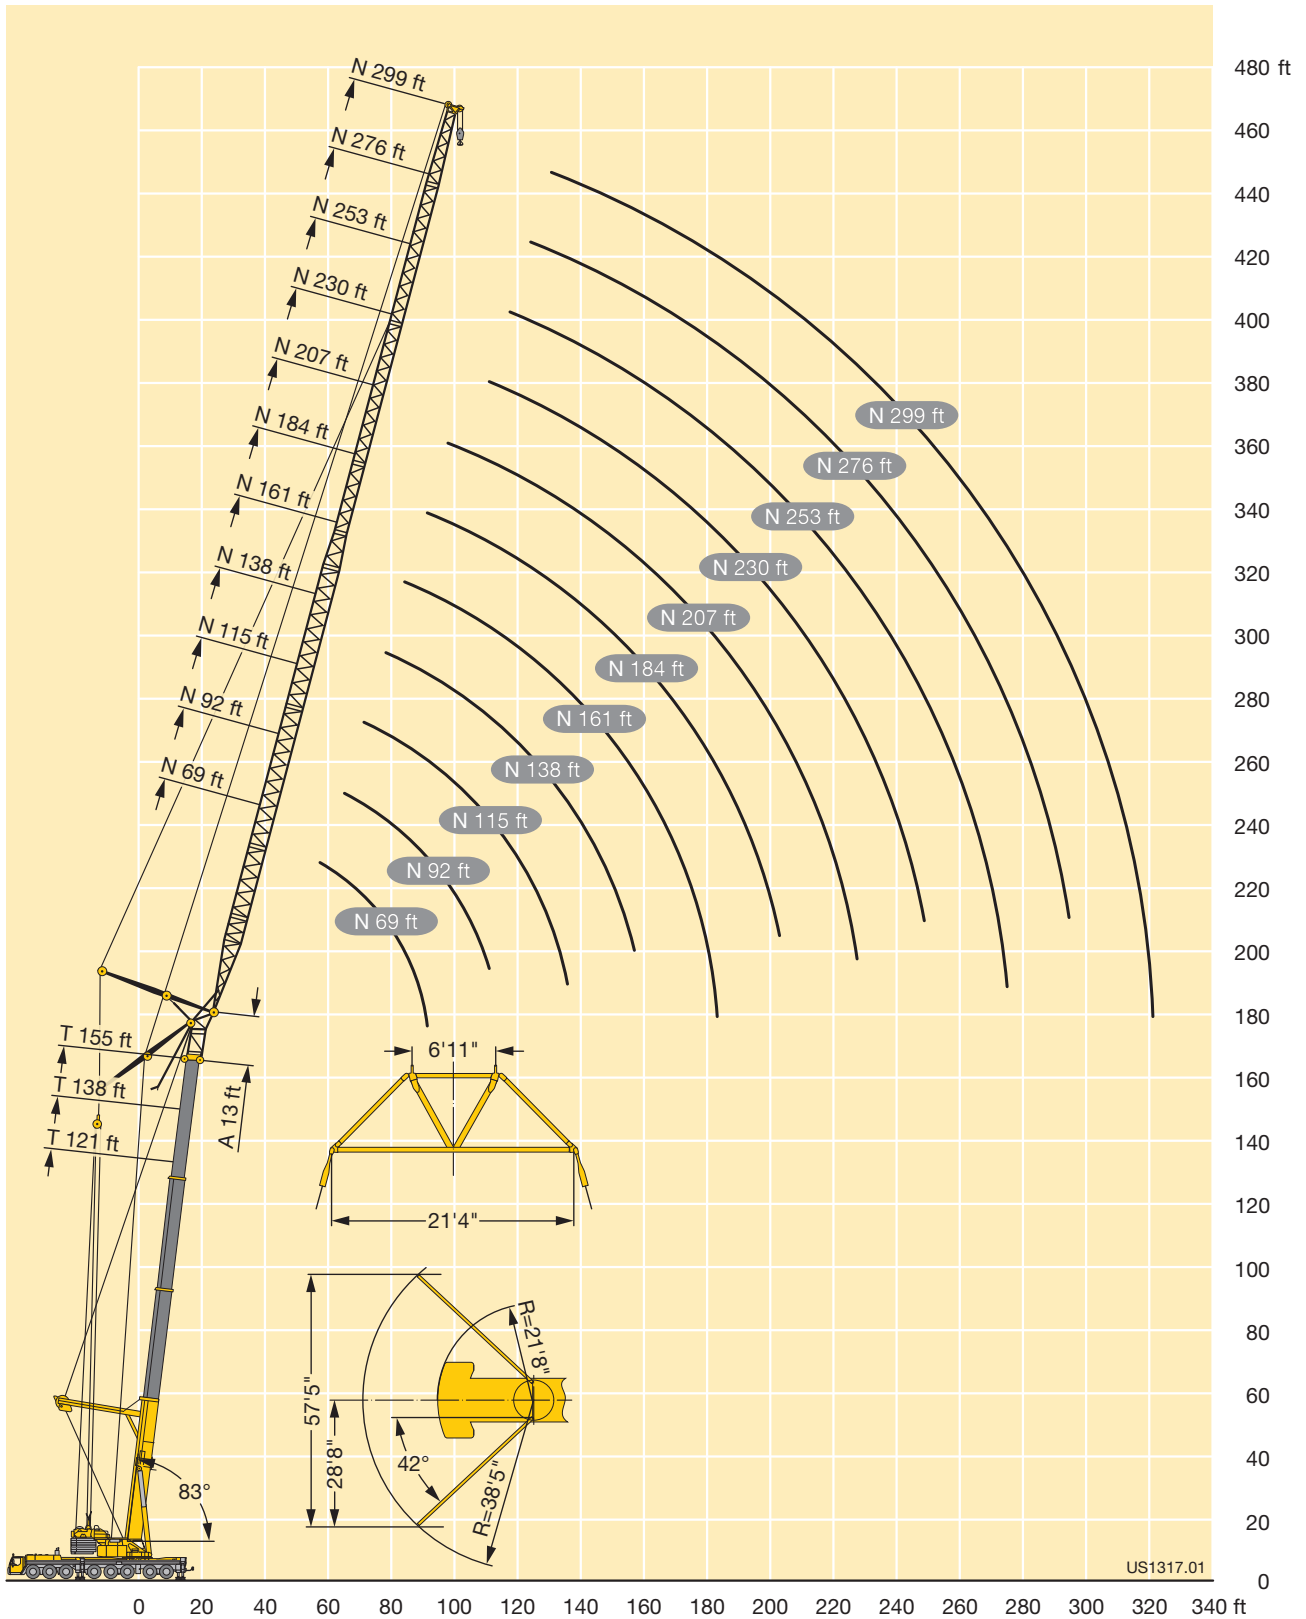 480 ft
N 299 ft
460
N 276 ft
440
N 253 ft
420
N 230 ft
400
N 207 ft
380
N 299 ft
N 184 ft
360
N 276 ft
N 161 ft
340
N 253 ft
N 138 ft
320
N 230 ft
N 115 ft
300
N 207 ft
N 92 ft
280
N 184 ft
N 69 ft
260
N 161 ft
240
N 138 ft
220
N 115 ft
200
N 92 ft
N 69 ft
180
T 155 ft
6'11"
160
T 138 ft
A 13 ft
140
T 121 ft
120
21'4"
100
80
R=21'8"
60
57'5"
28'8"
42°
40
R=38'5"
83°
20
US1317.01
0
0 20 40 60 80 100 120 140 160 180 200 220 240 260 280 300 320 340 ft